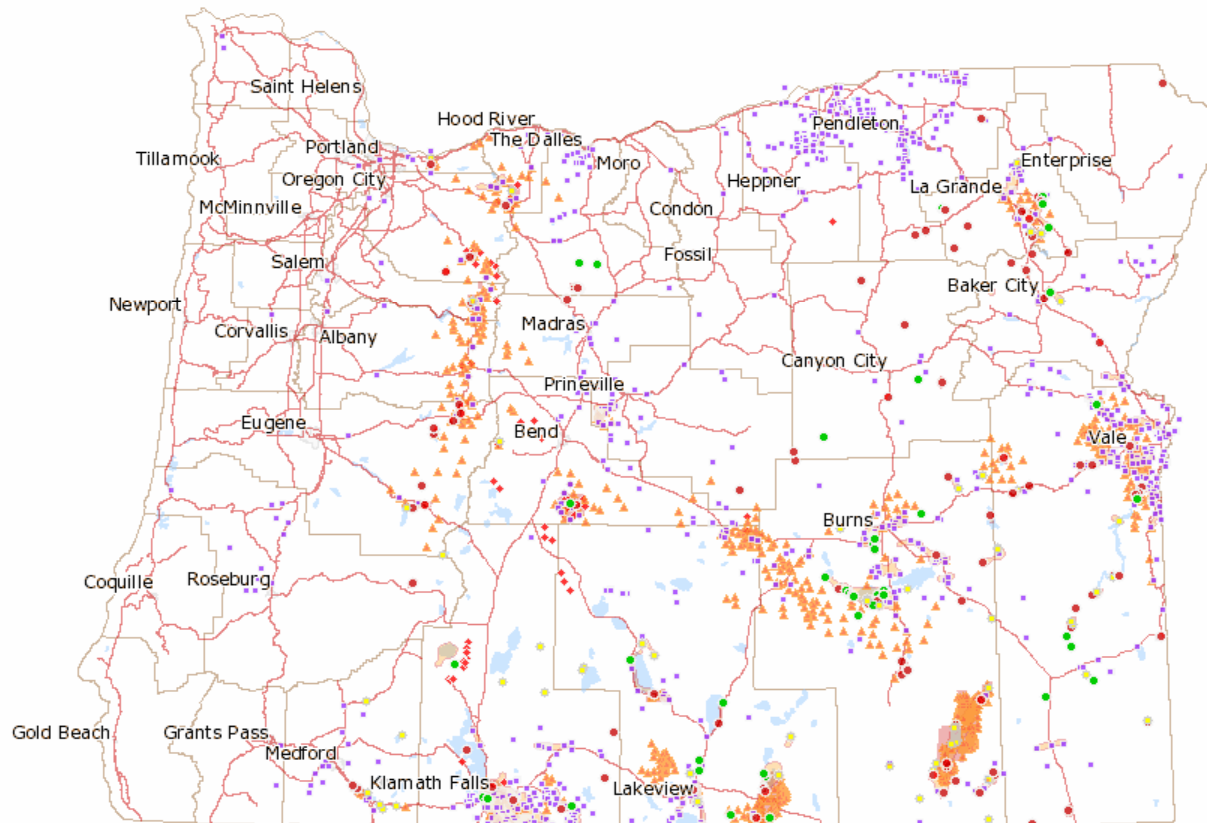 Saint Helens
Hood River
Pendleton
Portland
The Dalles
Tillamook
Moro
Enterprise
Oregon City
Heppner
La Grande
McMinnville
Condon
Salem
Fossil
Baker City
Newport
Madras
Corvallis
Albany
Canyon City
Prineville
Eugene
Bend
Vale
Burns
Coquille
Roseburg
Gold Beach
Grants Pass
Medford
Klamath Falls
Lakeview